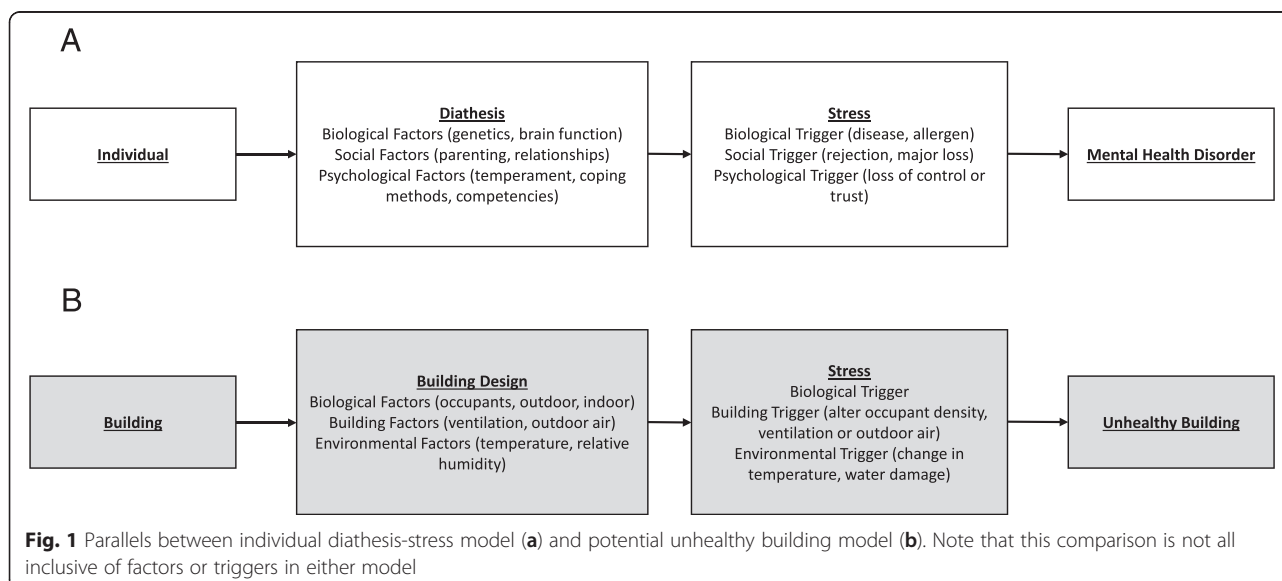 A
Individual
Diathesis
Biological Factors (genetics, brain function)
Social Factors (parenting, relationships)
Psychological Factors (temperament, coping
methods, competencies)
Stress
Biological Trigger (disease, allergen)
Social Trigger (rejection, major loss)
Psychological Trigger (loss of control or
trust)
Mental Health Disorder
B
Building
Building Design
Biological Factors (occupants, outdoor, indoor)
Building Factors (ventilation, outdoor air)
Environmental Factors (temperature, relative
humidity)
Stress
Biological Trigger
Building Trigger (alter occupant density,
ventilation or outdoor air)
Environmental Trigger (change in
temperature, water damage)
Unhealthy Building
Fig. 1 Parallels between individual diathesis-stress model (a) and potential unhealthy building model (b). Note that this comparison is not all
inclusive of factors or triggers in either model